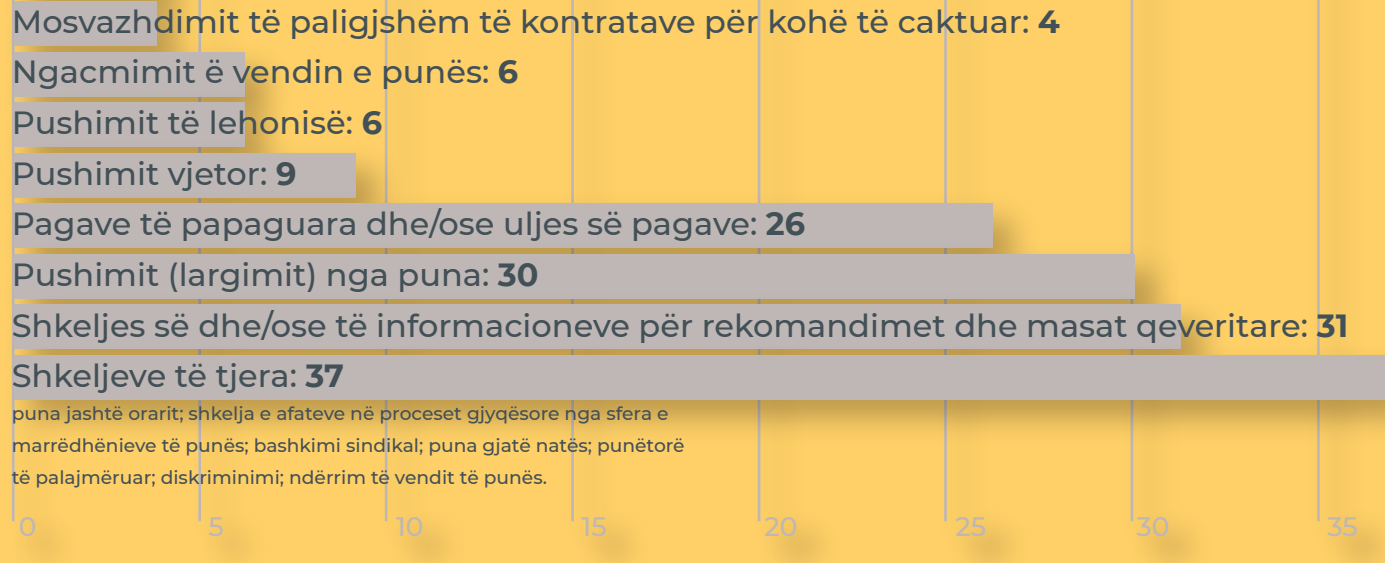 Mosvazhdimit të paligjshëm të kontratave për kohë të caktuar: 4
Ngacmimit ë vendin e punës: 6
Pushimit të lehonisë: 6
Pushimit vjetor: 9
Pagave të papaguara dhe/ose uljes së pagave: 26
Pushimit (largimit) nga puna: 30
Shkeljes së dhe/ose të informacioneve për rekomandimet dhe masat qeveritare: 31
Shkeljeve të tjera: 37
puna jashtë orarit; shkelja e afateve në proceset gjyqësore nga sfera e
marrëdhënieve të punës; bashkimi sindikal; puna gjatë natës; punëtorë
të palajmëruar; diskriminimi; ndërrim të vendit të punës.
0 5 10 15 20 25 30 35